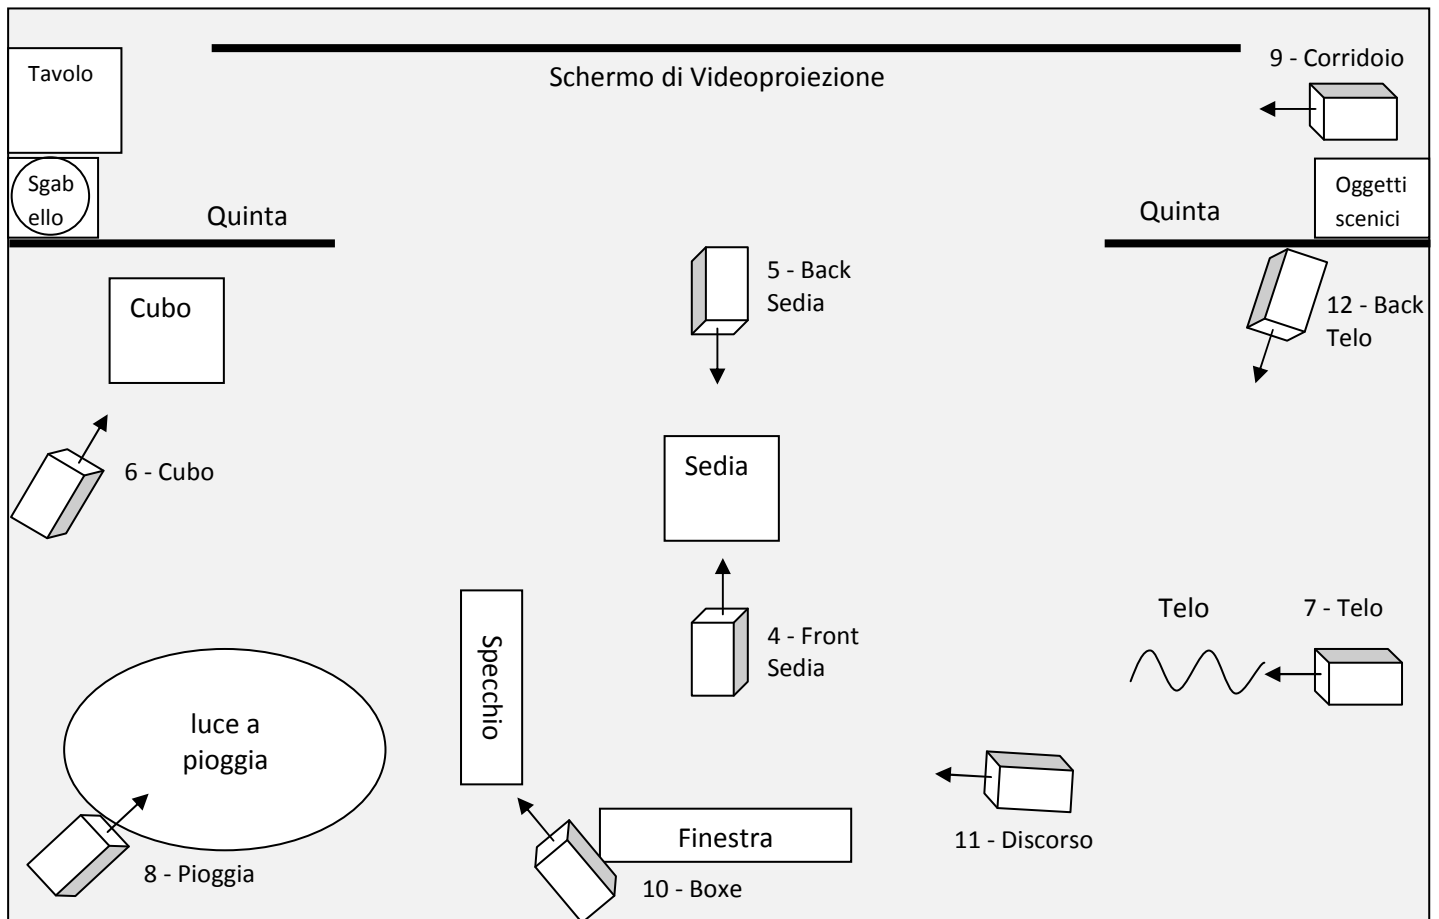 Tavolo
Schermo di Videoproiezione
9 - Corridoio
Sgab
ello
Quinta
Quinta
Oggetti
scenici
Cubo
5 - Back
Sedia
12 - Back
Telo
6 - Cubo
Sedia
Specchio
4 - Front
Sedia
Telo
7 - Telo
luce a
pioggia
8 - Pioggia
Finestra
10 - Boxe
11 - Discorso